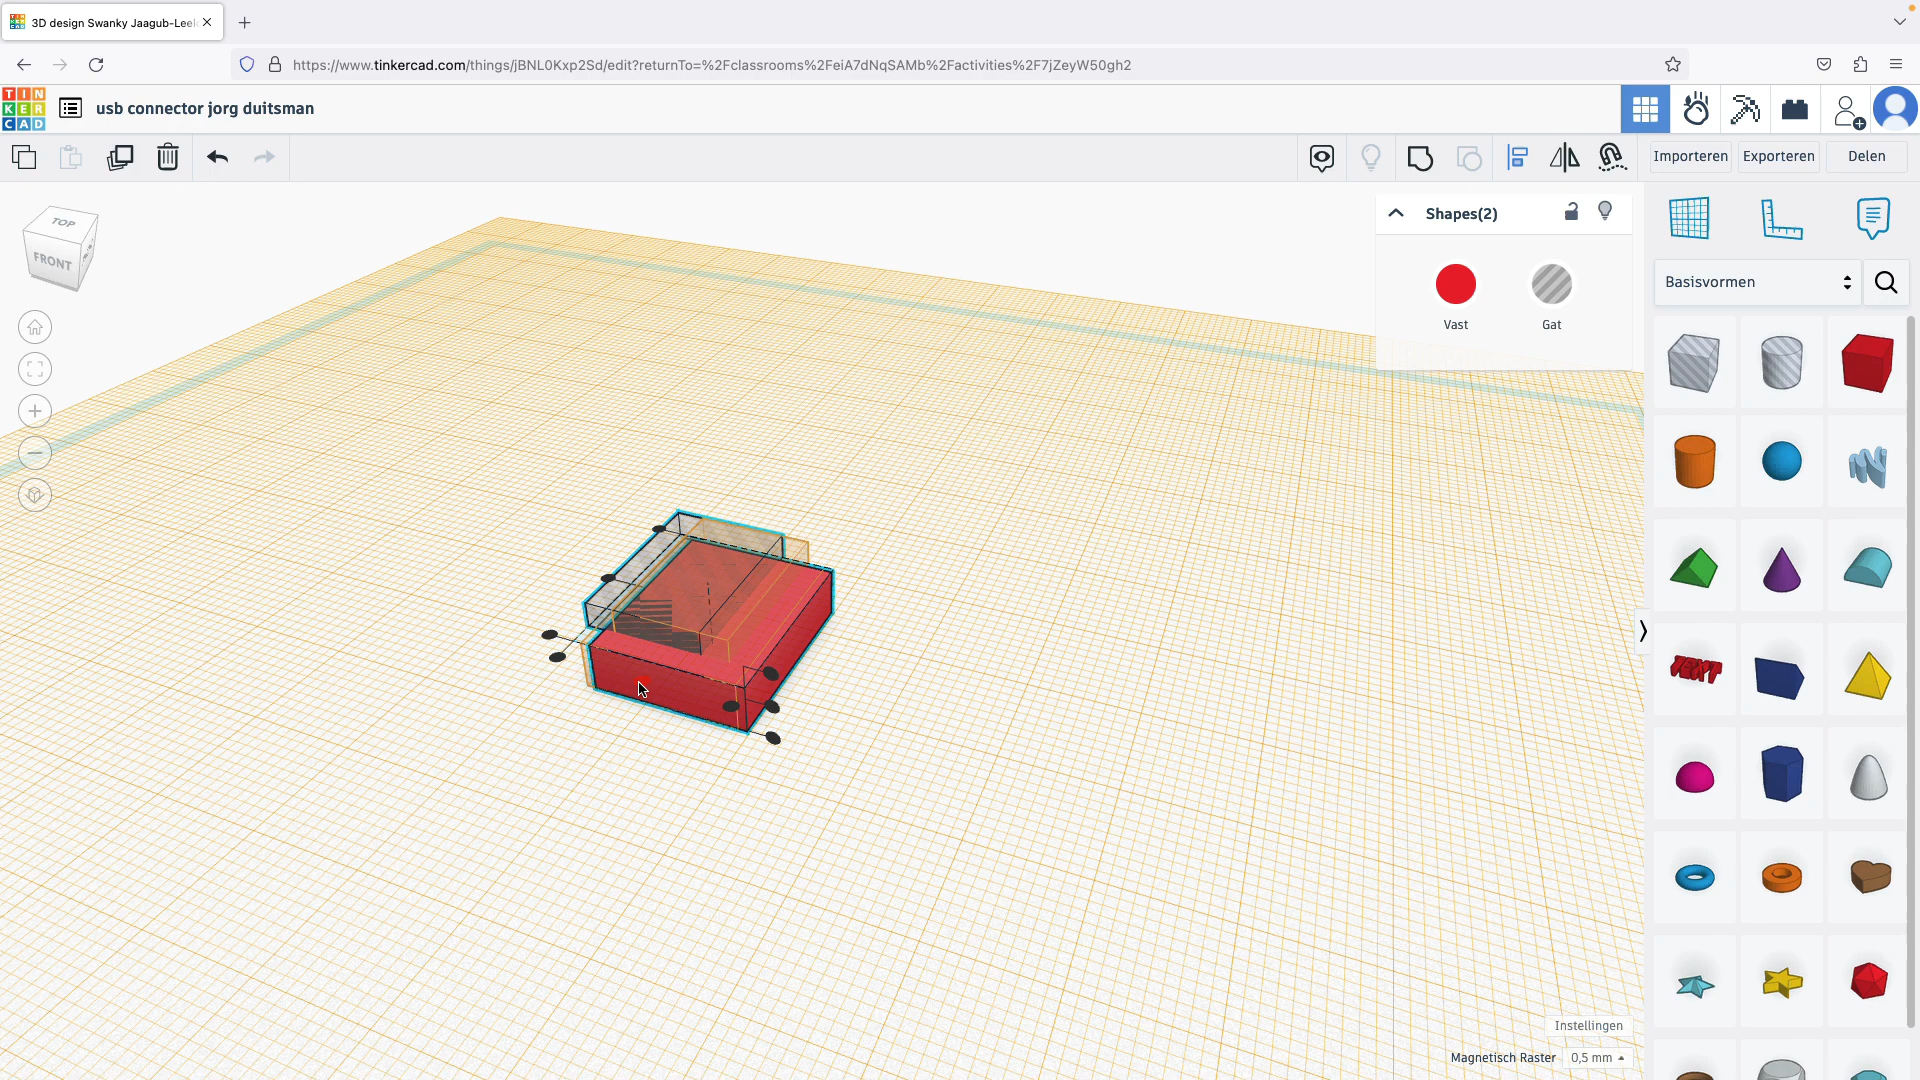 3D design Swanky Jaagub-Leel
https://www.tinkercad.com/things/jBNL0Kxp2Sd/edit?returnTo=%2Fclassrooms%2FeiA7dNqSAMb%2Factivities%2F7jZeyW50gh2
TIN
KER
CAD
usb connector jorg duitsman
Importeren
Exporteren
Delen
TOP
FRONT
Shapes(2)
Vast
Gat
Basisvormen
TEXT
Instellingen
Magnetisch Raster
0,5 mm